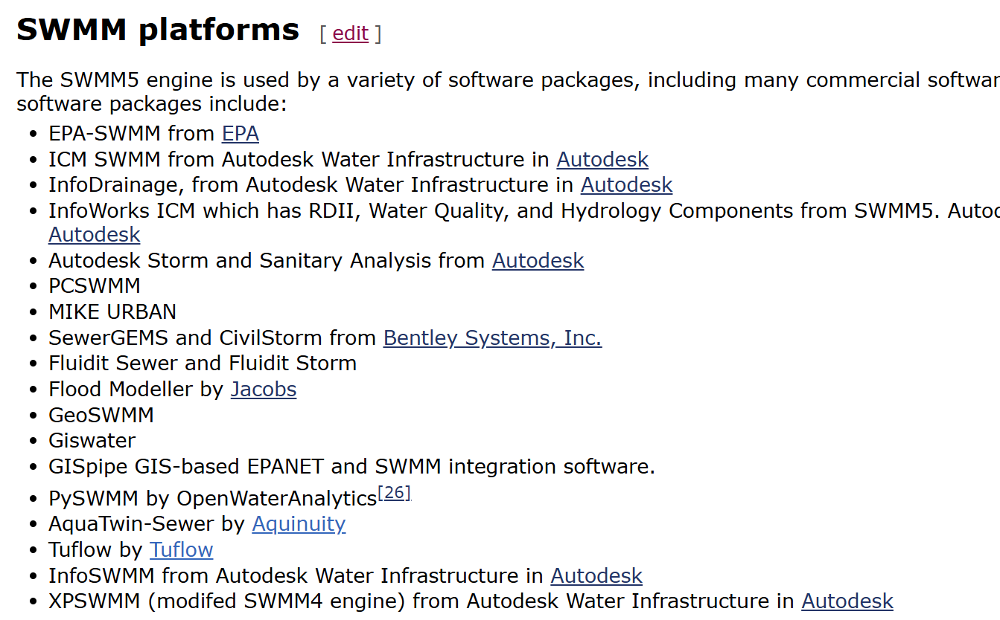 SWMM platforms [ edit ]
The SWMM5 engine is used by a variety of software packages, including many commercial
software packages include:
• EPA-SWMM from EPA
• ICM SWMM from Autodesk Water Infrastructure in Autodesk
• InfoDrainage, from Autodesk Water Infrastructure in Autodesk
• InfoWorks ICM which has RDII, Water Quality, and Hydrology Components from SWMM5.
Autodesk
• Autodesk Storm and Sanitary Analysis from Autodesk
• PCSWMM
• MIKE URBAN
• SewerGEMS and CivilStorm from Bentley Systems, Inc.
• Fluidit Sewer and Fluidit Storm
• Flood Modeller by Jacobs
• GeoSWMM
• Giswater
• GISpipe GIS-based EPANET and SWMM integration software.
• PySWMM by OpenWaterAnalytics[26]
• AquaTwin-Sewer by Aquinuity
• Tuflow by Tuflow
• InfoSWMM from Autodesk Water Infrastructure in Autodesk
• XPSWMM (modifed SWMM4 engine) from Autodesk Water Infrastructure in Autodesk